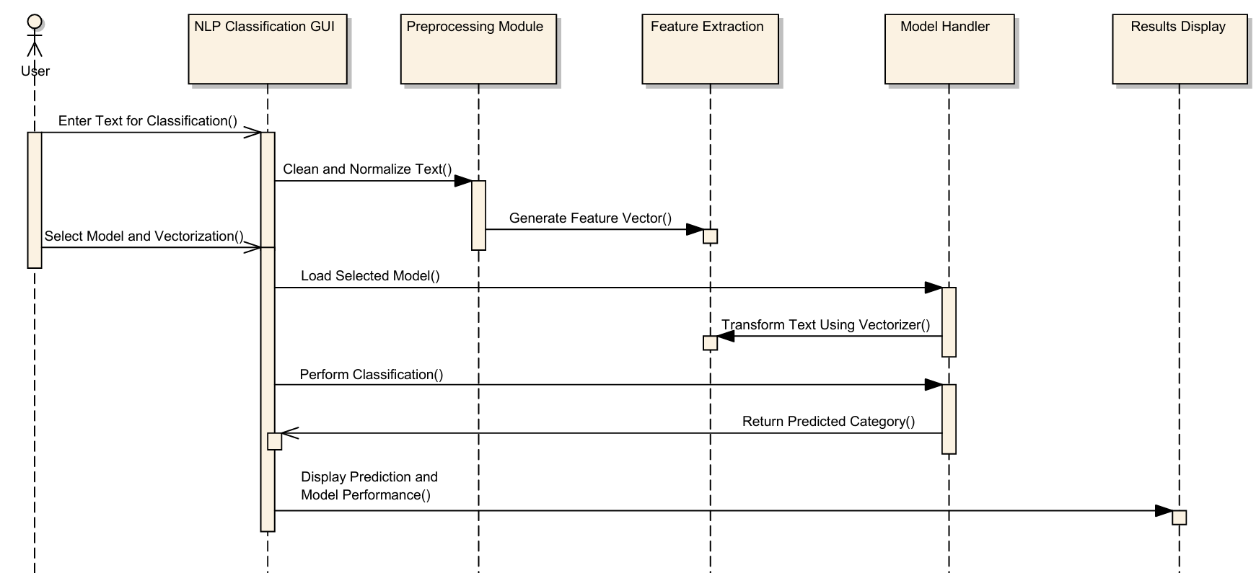 NLP Classification GUI
Preprocessing Module
Feature Extraction
Model Handler
Results Display
User
Enter Text for Classification()
Clean and Normalize Text()
Generate Feature Vector()
Select Model and Vectorization()
Load Selected Model()
Transform Text Using Vectorizer()
Perform Classification()
Return Predicted Category()
Display Prediction and
Model Performance()